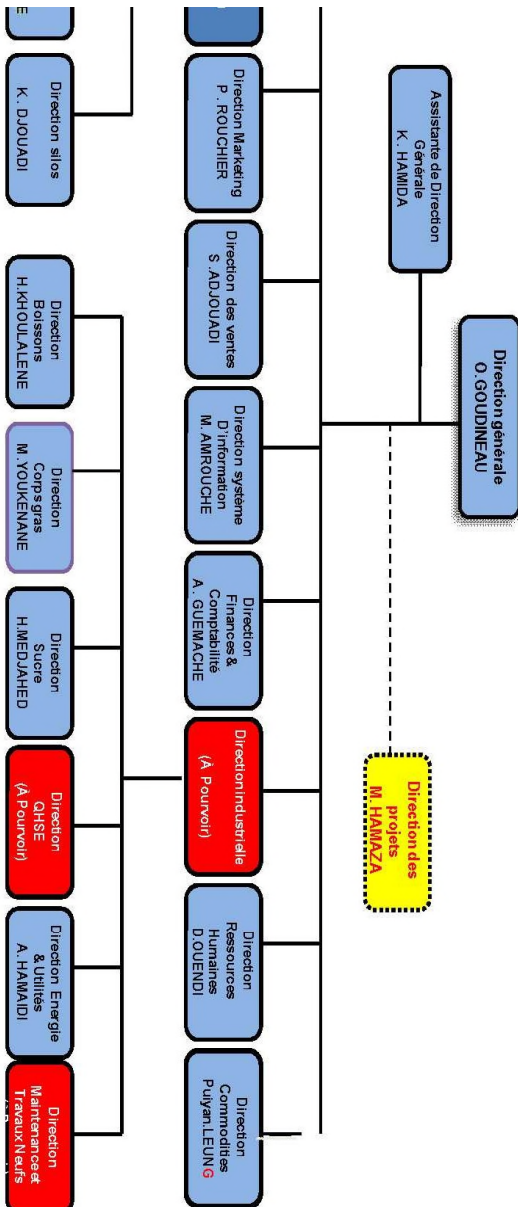 Direction générale
O.GOUDINEAU
Assistante de Direction
Générale
K . HAMIDA
Direction des
projets
M. HAMAZA
Direction Marketing
P . ROUCHIER
Direction des ventes
S .ADJOUADI
Direction système
D'information
M. AMROUCHE
Direction
Finances &
Comptabilité
A . GUEMACHE
Direction industrielle
(À Pourvoir)
Direction
Ressources
Humaines
D.OUENDI
Direction
Commodities
Puiyan.LEUNG
Direction silos
K . DJOUADI
Direction
Boissons
H.KHOULALENE
Direction
Corps gras
M .YOUKENANE
Direction
Sucre
H.MEDJAHED
Direction
QHSE
(À Pourvoir)
Direction Energie
& Utilités
A .HAMAIDI
Direction
Maintenance et
Travaux Neufs